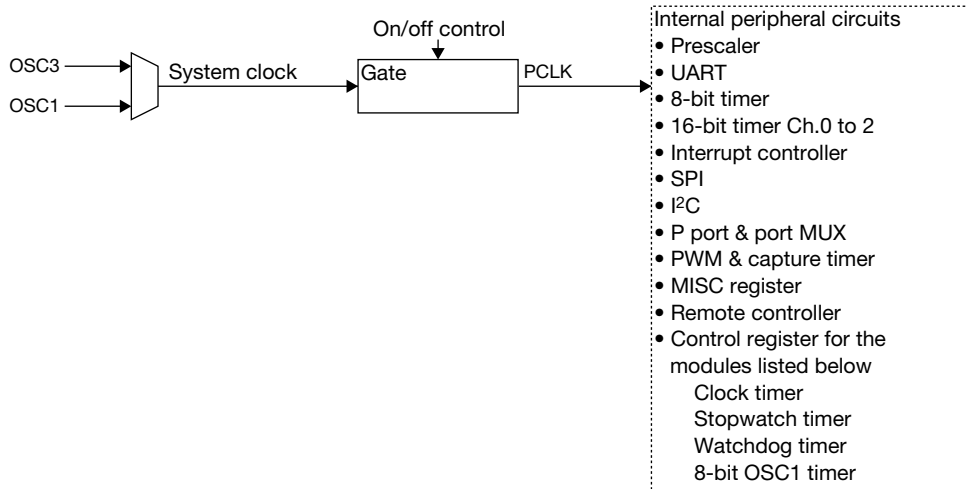 OSC3
OSC1
System clock
On/off control
Gate
PCLK
Internal peripheral circuits
• Prescaler
• UART
• 8-bit timer
• 16-bit timer Ch.0 to 2
• Interrupt controller
• SPI
• I²C
• P port & port MUX
• PWM & capture timer
• MISC register
• Remote controller
• Control register for the
modules listed below
Clock timer
Stopwatch timer
Watchdog timer
8-bit OSC1 timer